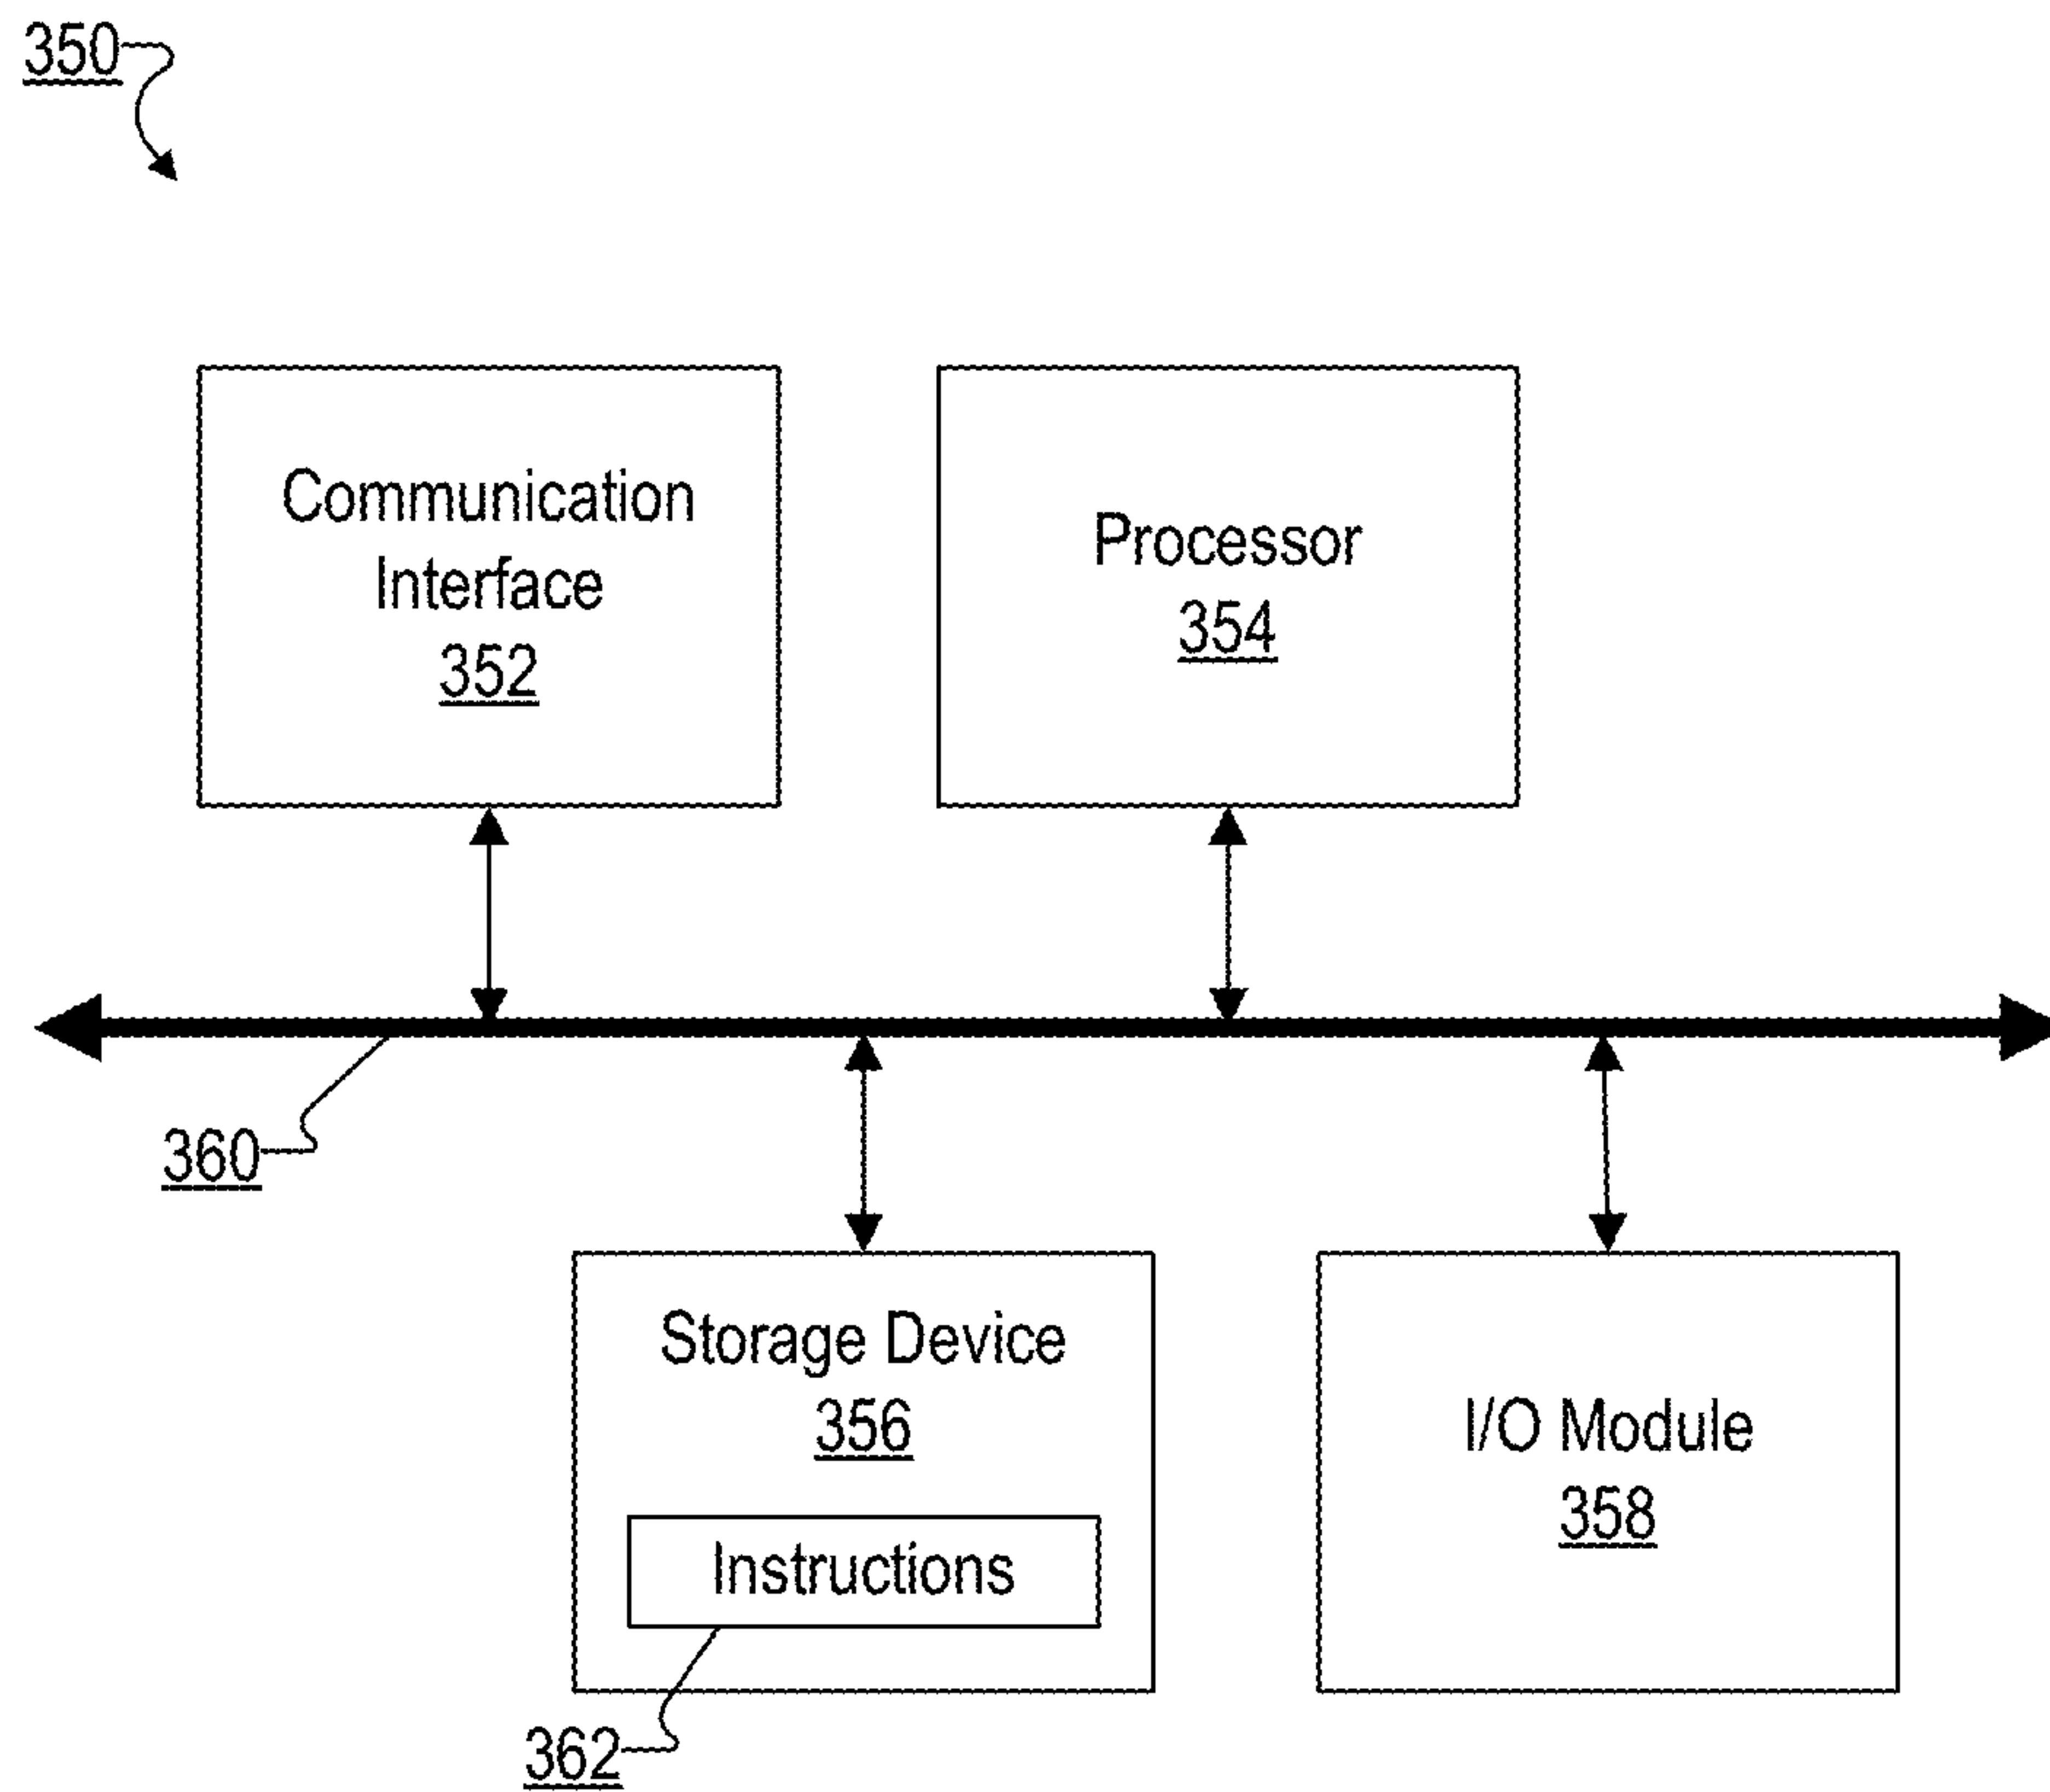 350
Communication
Interface
352
Processor
354
360
Storage Device
356
Instructions
362
I/O Module
358